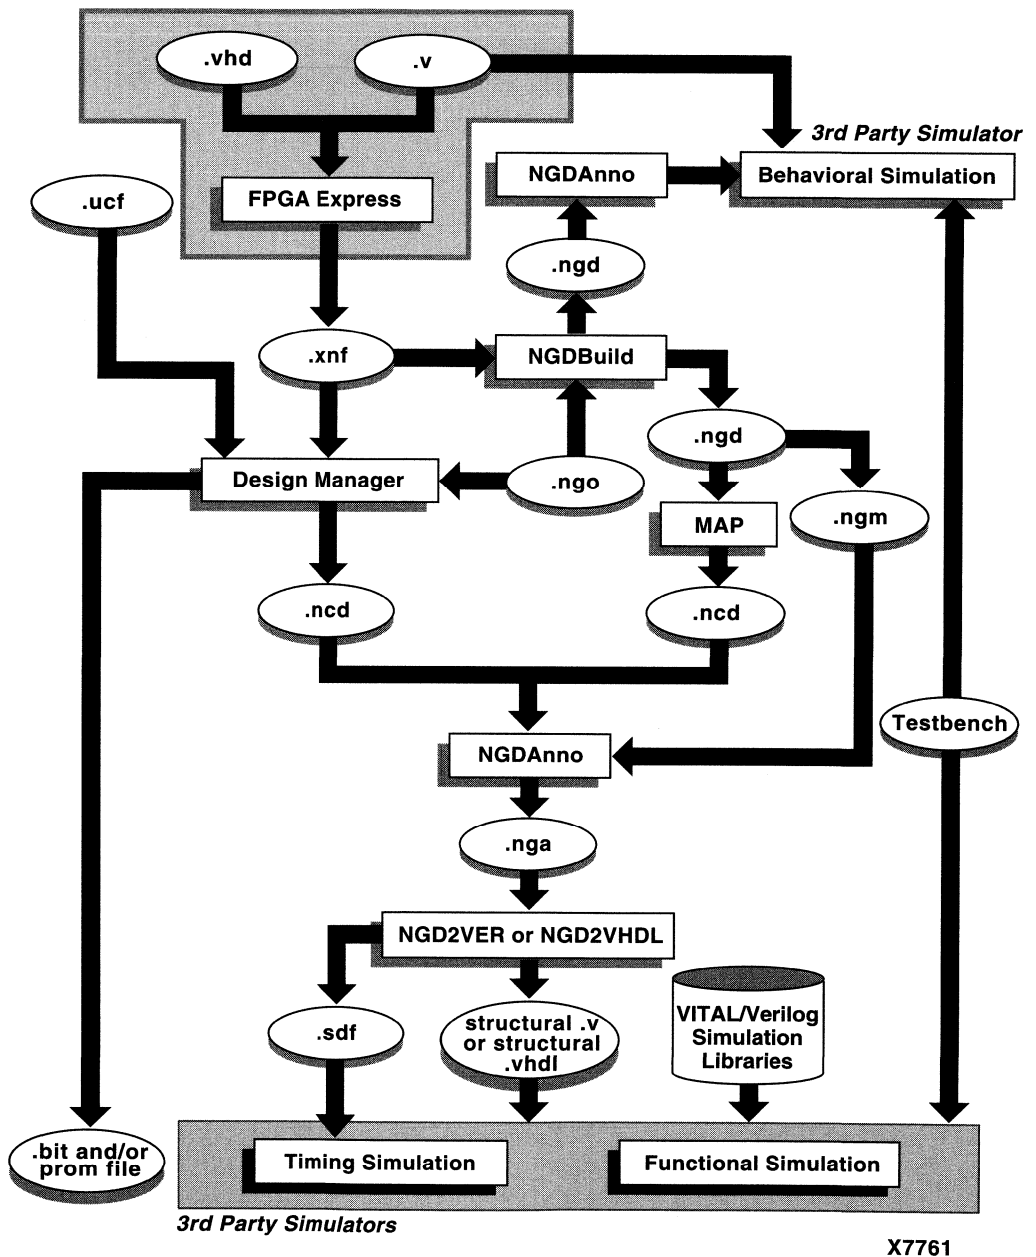 .vhd
.v
3rd Party Simulator
NGDAnno
Behavioral Simulation
.ucf
FPGA Express
.ngd
.xnf
NGDBuild
.ngd
Design Manager
.ngo
MAP
.ngm
.ncd
.ncd
Testbench
NGDAnno
.nga
NGD2VER or NGD2VHDL
.sdf
structural .v
or structural
.vhdl
VITAL/Verilog
Simulation
Libraries
.bit and/or
prom file
Timing Simulation
Functional Simulation
3rd Party Simulators
X7761